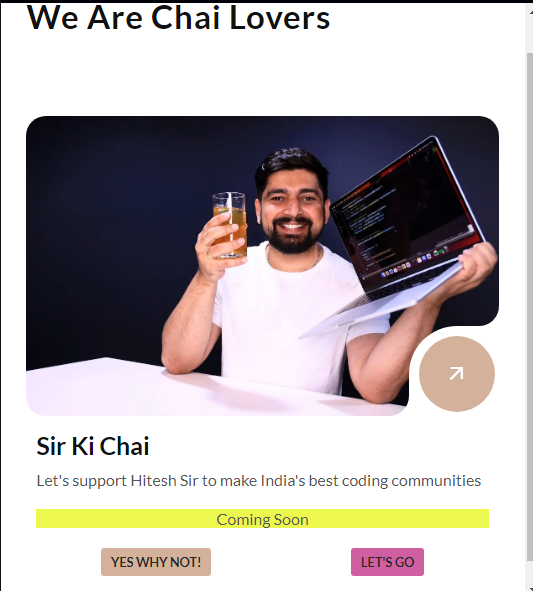 We Are Chai Lovers
Sir Ki Chai
Let's support Hitesh Sir to make India's best coding communities
Coming Soon
YES WHY NOT!
LET'S GO